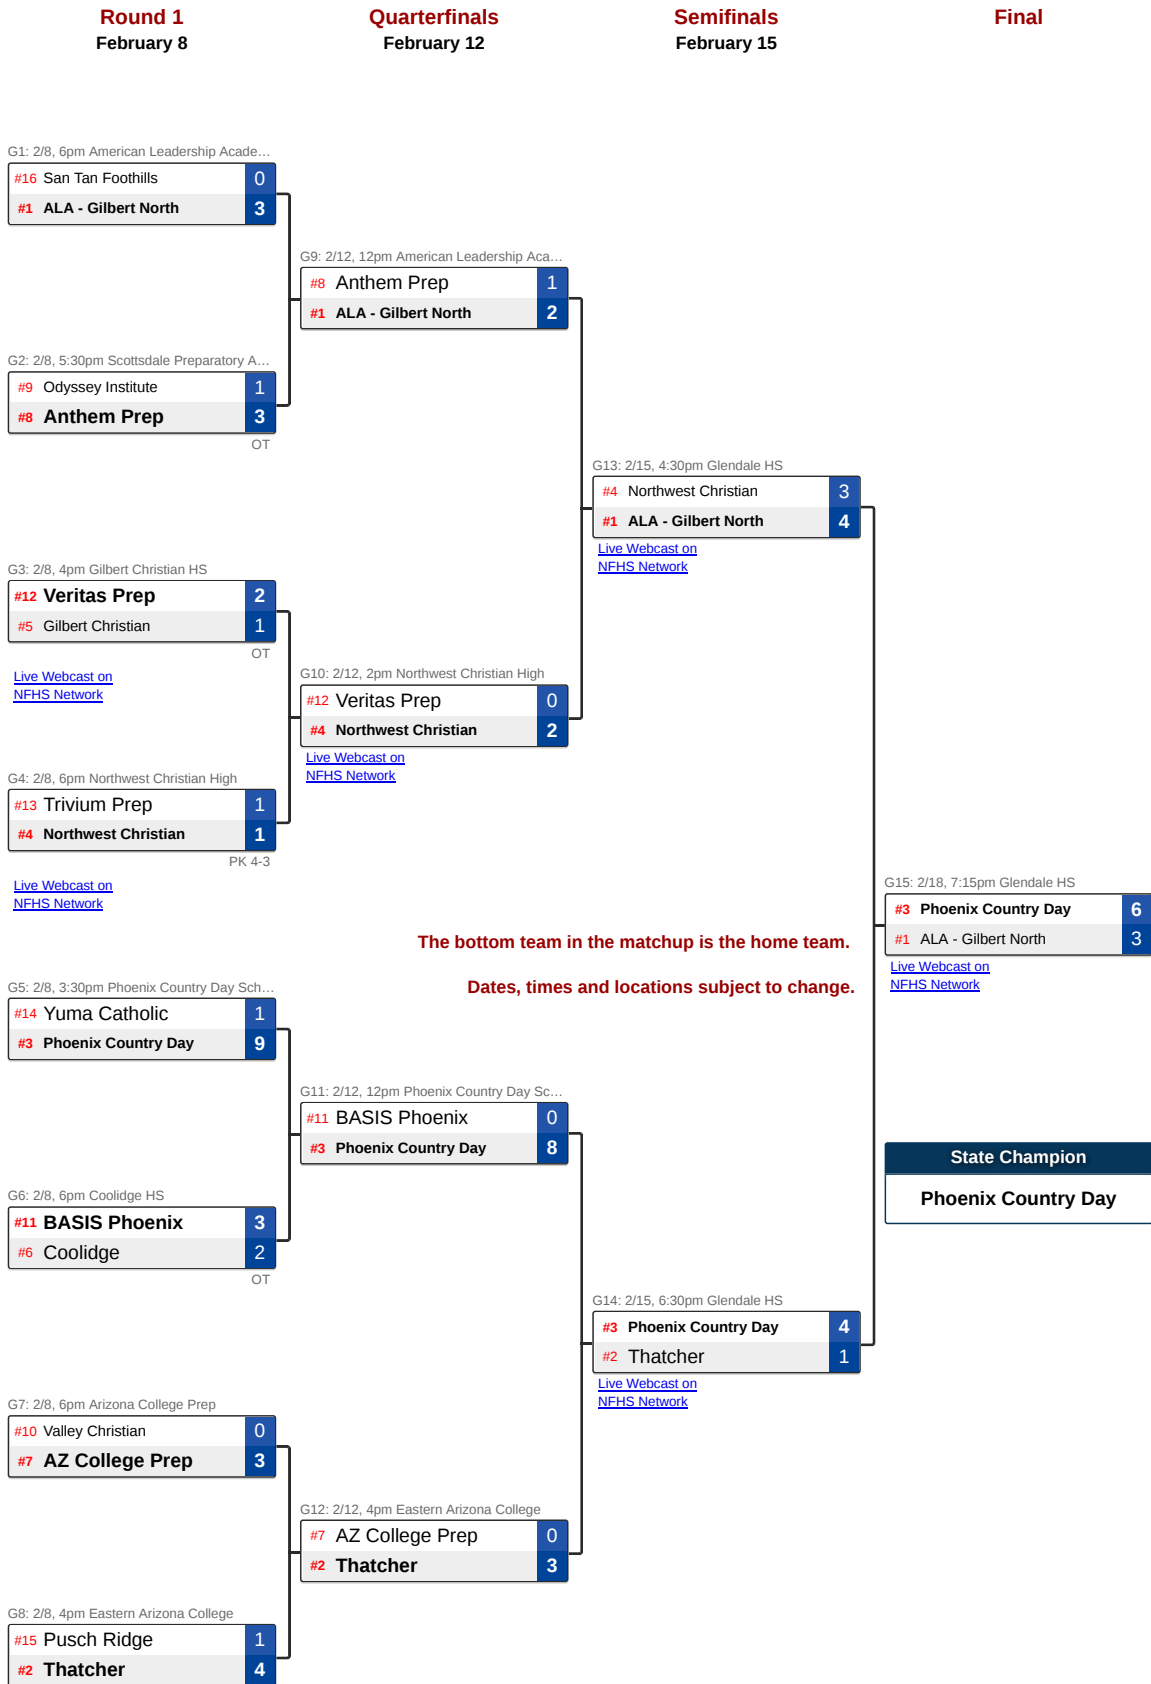 Round 1
February 8
Quarterfinals
February 12
Semifinals
February 15
Final
G1: 2/8, 6pm American Leadership Acade…
#16 San Tan Foothills 0
#1 ALA - Gilbert North 3
G2: 2/8, 5:30pm Scottsdale Preparatory A…
#9 Odyssey Institute 1
#8 Anthem Prep 3
OT
G3: 2/8, 4pm Gilbert Christian HS
#12 Veritas Prep 2
#5 Gilbert Christian 1
OT
Live Webcast on
NFHS Network
G4: 2/8, 6pm Northwest Christian High
#13 Trivium Prep 1
#4 Northwest Christian 1
PK 4-3
Live Webcast on
NFHS Network
G5: 2/8, 3:30pm Phoenix Country Day Sch…
#14 Yuma Catholic 1
#3 Phoenix Country Day 9
G6: 2/8, 6pm Coolidge HS
#11 BASIS Phoenix 3
#6 Coolidge 2
OT
G7: 2/8, 6pm Arizona College Prep
#10 Valley Christian 0
#7 AZ College Prep 3
G8: 2/8, 4pm Eastern Arizona College
#15 Pusch Ridge 1
#2 Thatcher 4
G9: 2/12, 12pm American Leadership Aca…
#8 Anthem Prep 1
#1 ALA - Gilbert North 2
G10: 2/12, 2pm Northwest Christian High
#12 Veritas Prep 0
#4 Northwest Christian 2
Live Webcast on
NFHS Network
G11: 2/12, 12pm Phoenix Country Day Sc…
#11 BASIS Phoenix 0
#3 Phoenix Country Day 8
G12: 2/12, 4pm Eastern Arizona College
#7 AZ College Prep 0
#2 Thatcher 3
G13: 2/15, 4:30pm Glendale HS
#4 Northwest Christian 3
#1 ALA - Gilbert North 4
Live Webcast on
NFHS Network
The bottom team in the matchup is the home team.
Dates, times and locations subject to change.
G14: 2/15, 6:30pm Glendale HS
#3 Phoenix Country Day 4
#2 Thatcher 1
Live Webcast on
NFHS Network
G15: 2/18, 7:15pm Glendale HS
#3 Phoenix Country Day 6
#1 ALA - Gilbert North 3
Live Webcast on
NFHS Network
State Champion
Phoenix Country Day